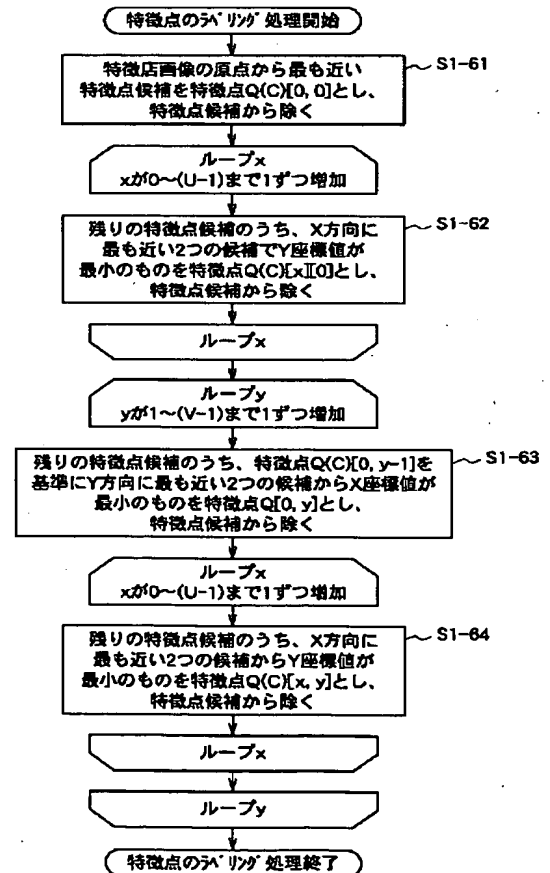 特徴点のラベリング処理開始
特徴店画像の原点から最も近い
特徴点候補を特徴点Q(C)[0, 0]とし、
特徴点候補から除く
S1-61
ループx
xが0～(U-1)まで1ずつ増加
残りの特徴点候補のうち、X方向に
最も近い2つの候補でY座標値が
最小のものを特徴点Q(C)[x][0]とし、
特徴点候補から除く
S1-62
ループx
ループy
yが1～(V-1)まで1ずつ増加
残りの特徴点候補のうち、特徴点Q(C)[0, y-1]を
基準にY方向に最も近い2つの候補からX座標値が
最小のものを特徴点Q[0, y]とし、
特徴点候補から除く
S1-63
ループx
xが0～(U-1)まで1ずつ増加
残りの特徴点候補のうち、X方向に
最も近い2つの候補からY座標値が
最小のものを特徴点Q(C)[x, y]とし、
特徴点候補から除く
S1-64
ループx
ループy
特徴点のラベリング処理終了